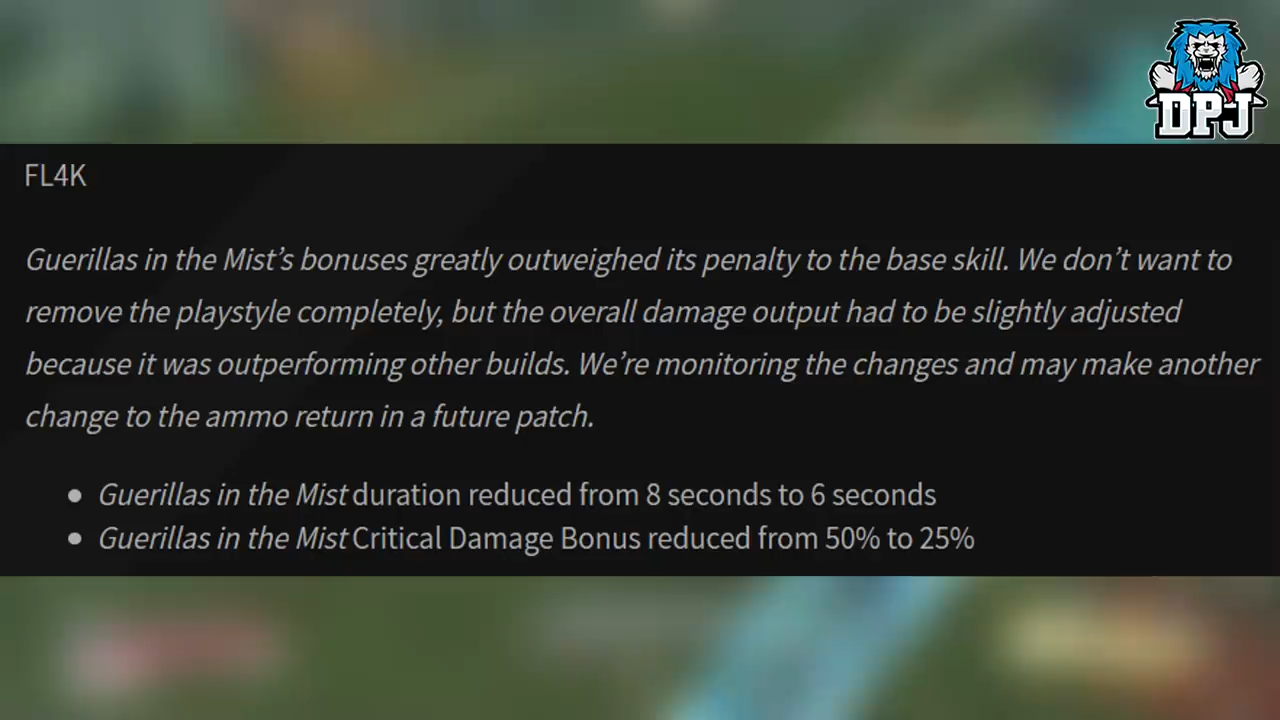 DPJ
FL4K
Guerillas in the Mist’s bonuses greatly outweighed its penalty to the base skill. We don’t want to
remove the playstyle completely, but the overall damage output had to be slightly adjusted
because it was outperforming other builds. We’re monitoring the changes and may make another
change to the ammo return in a future patch.
• Guerillas in the Mist duration reduced from 8 seconds to 6 seconds
• Guerillas in the Mist Critical Damage Bonus reduced from 50% to 25%